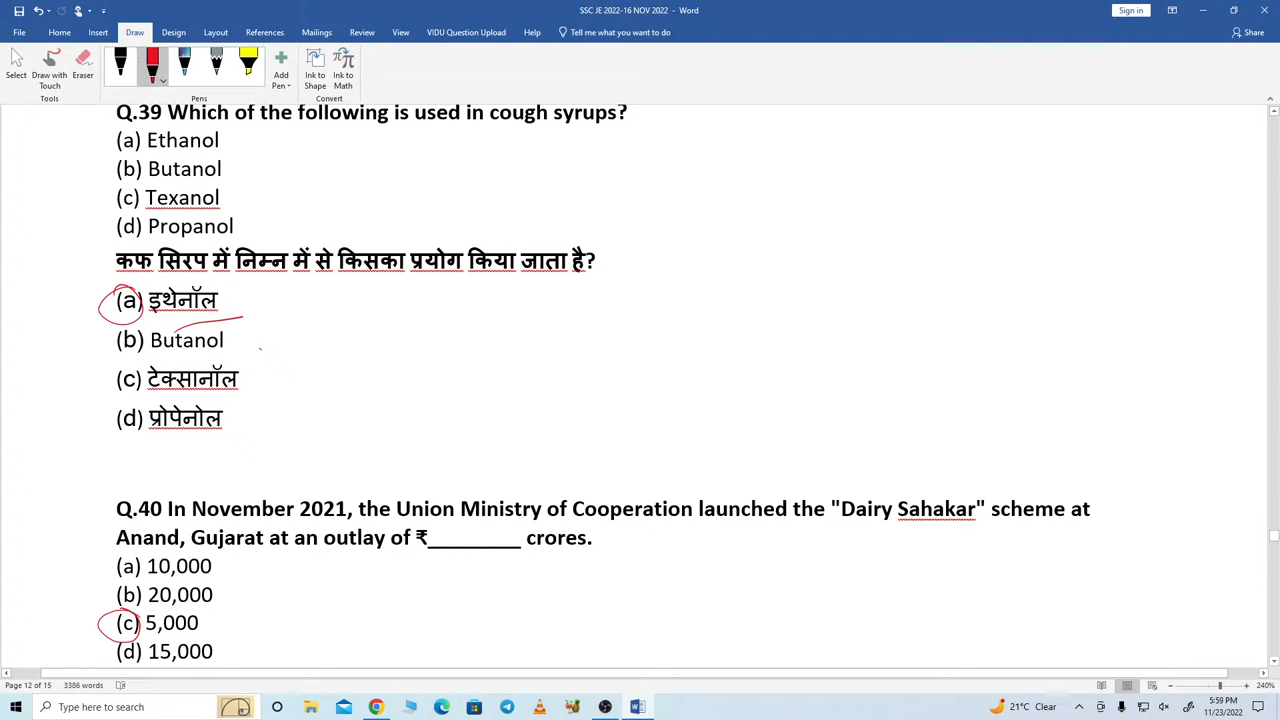 SSC JE 2022-16 NOV 2022 - Word
Sign in
File Home Insert Draw Design Layout References Mailings Review View VIDU Question Upload Help Tell me what you want to do Share
Select Draw with Touch Eraser Add Pen Ink to Shape Ink to Math
Tools Pens Convert
Q.39 Which of the following is used in cough syrups?
(a) Ethanol
(b) Butanol
(c) Texanol
(d) Propanol
कफ सिरप में निम्न में से किसका प्रयोग किया जाता है?
(a) इथेनॉल
(b) Butanol
(c) टेक्सानॉल
(d) प्रोपेनोल
Q.40 In November 2021, the Union Ministry of Cooperation launched the "Dairy Sahakar" scheme at
Anand, Gujarat at an outlay of ₹_________ crores.
(a) 10,000
(b) 20,000
(c) 5,000
(d) 15,000
Page 12 of 15 3386 words 240%
Type here to search 21°C Clear 5:59 PM
11/23/2022